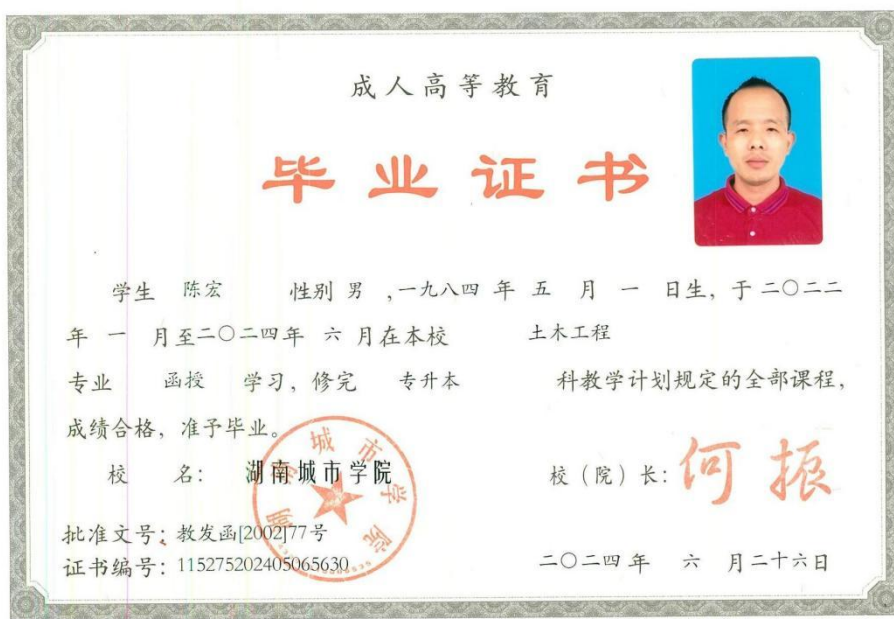 成人高等教育
毕业证书
学生 陈宏 性别 男 ,一九八四 年 五 月 一 日生, 于 二〇二二
年 一 月至二〇二四年 六 月在本校 土木工程
专业 函授 学习, 修完 专升本 科教学计划规定的全部课程,
成绩合格, 准予毕业。
校 名: 湖南城市学院 校(院)长: 何振
湖南城市学院
批准文号: 教发函[2002]77号
证书编号: 115275202405065630 二〇二四年 六 月二十六日